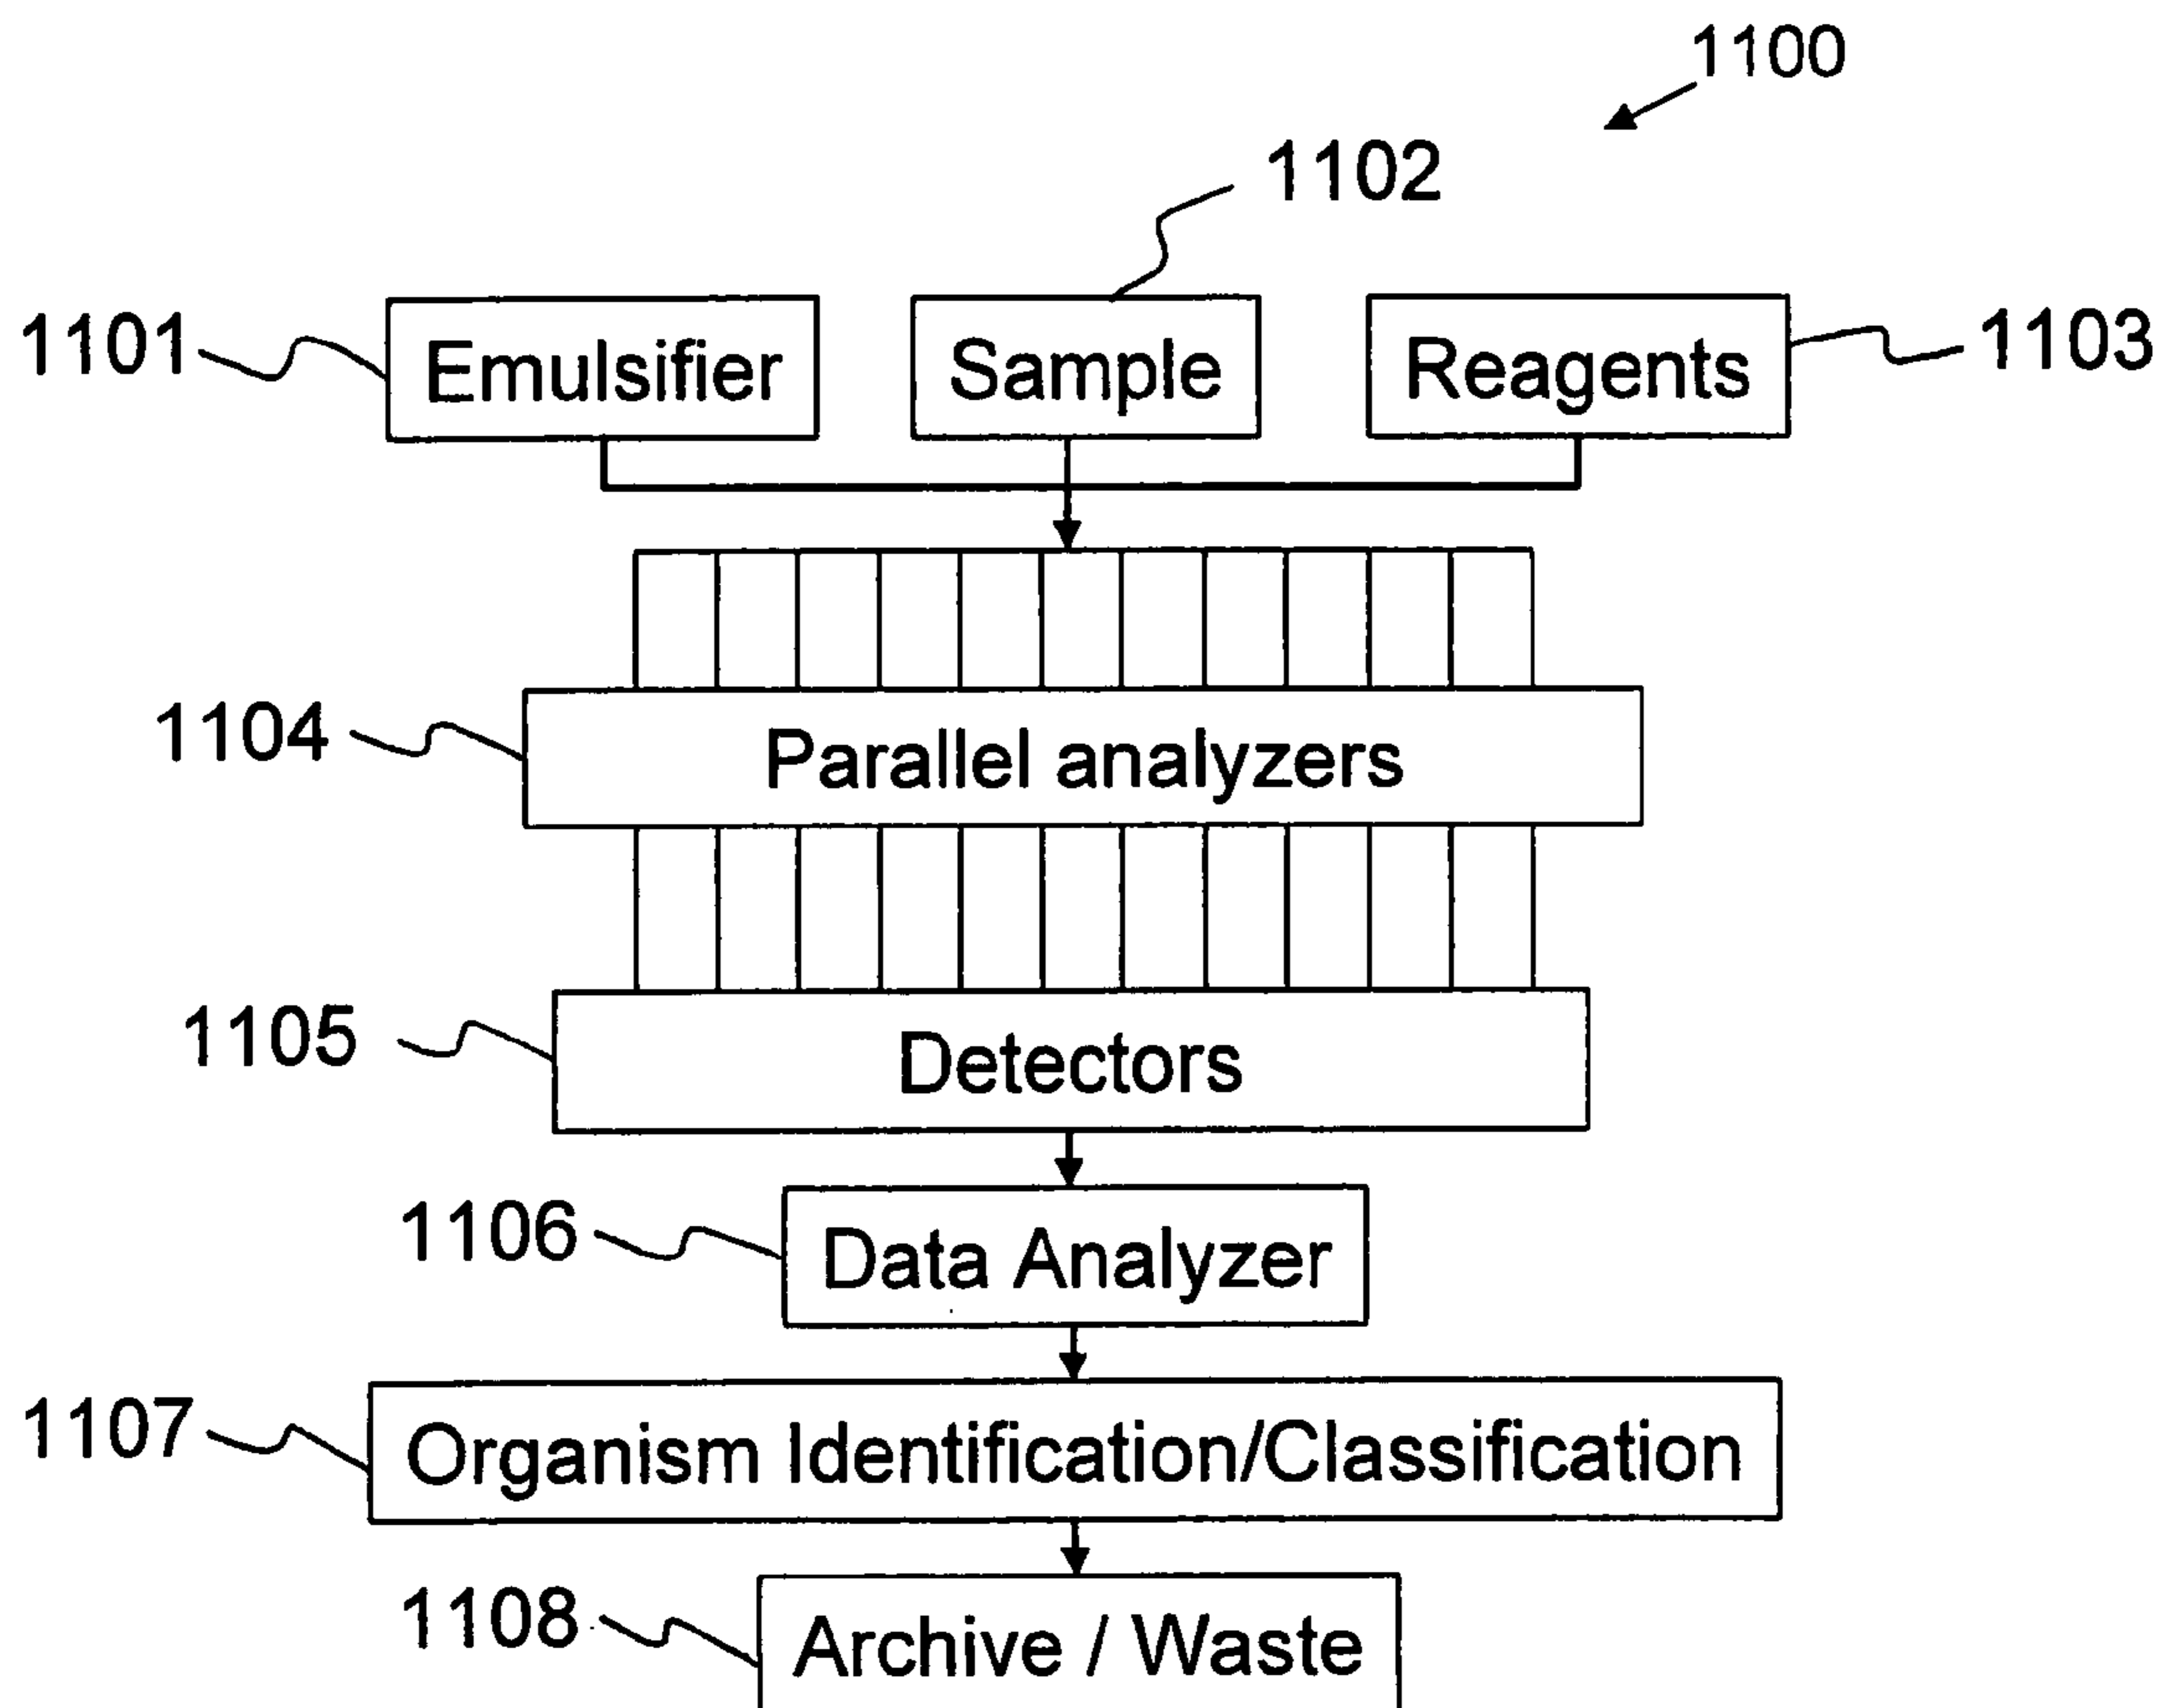 1100
1102
1101 Emulsifier Sample Reagents 1103
1104 Parallel analyzers
1105 Detectors
1106 Data Analyzer
1107 Organism Identification/Classification
1108 Archive / Waste